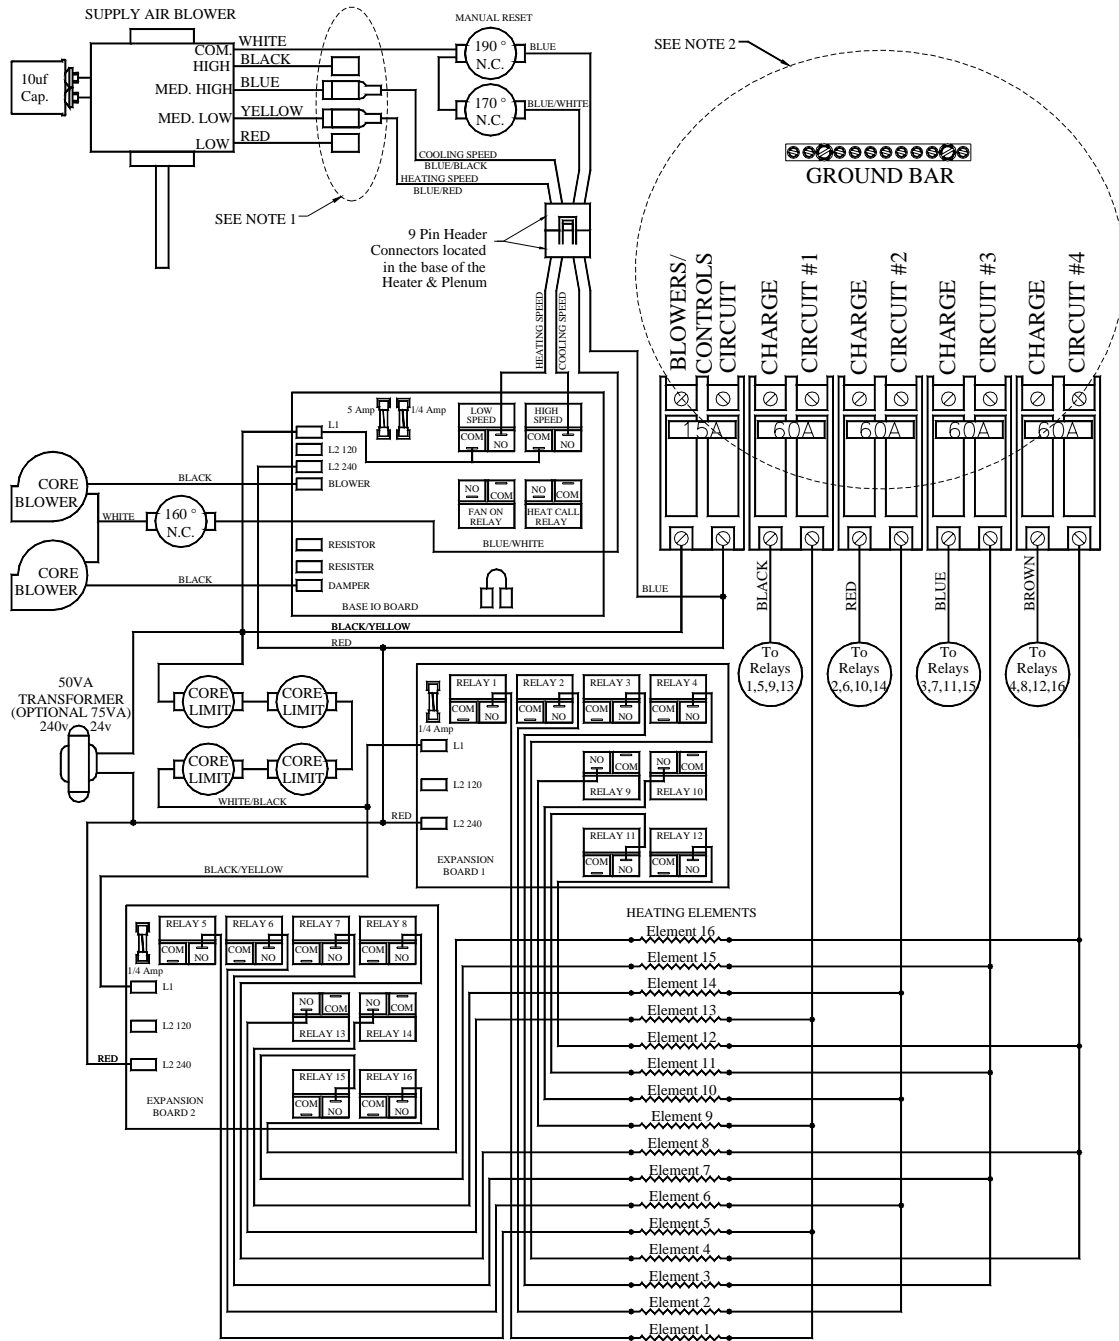 SUPPLY AIR BLOWER
MANUAL RESET
COM.
HIGH
MED. HIGH
MED. LOW
LOW
WHITE
BLACK
BLUE
YELLOW
RED
10uf
Cap.
190 °
N.C.
BLUE
170 °
N.C.
BLUE/WHITE
COOLING SPEED
BLUE/BLACK
HEATING SPEED
BLUE/RED
SEE NOTE 1
SEE NOTE 2
9 Pin Header
Connectors located
in the base of the
Heater & Plenum
GROUND BAR
BLOWERS/
CONTROLS
CIRCUIT
CHARGE
CIRCUIT #1
CHARGE
CIRCUIT #2
CHARGE
CIRCUIT #3
CHARGE
CIRCUIT #4
15A
60A
60A
60A
60A
HEATING SPEED
COOLING SPEED
5 Amp
1/4 Amp
L1
L2 120
L2 240
BLOWER
RESISTOR
RESISTER
DAMPER
LOW
SPEED
COM
NO
HIGH
SPEED
COM
NO
NO
COM
FAN ON
RELAY
NO
COM
HEAT CALL
RELAY
BLUE/WHITE
BASE IO BOARD
CORE
BLOWER
BLACK
WHITE
160 °
N.C.
CORE
BLOWER
BLACK
BLUE
BLACK/YELLOW
RED
BLACK
RED
BLUE
BROWN
To
Relays
1,5,9,13
To
Relays
2,6,10,14
To
Relays
3,7,11,15
To
Relays
4,8,12,16
50VA
TRANSFORMER
(OPTIONAL 75VA)
240v
24v
CORE
LIMIT
CORE
LIMIT
CORE
LIMIT
CORE
LIMIT
WHITE/BLACK
RED
BLACK/YELLOW
1/4 Amp
L1
L2 120
L2 240
EXPANSION
BOARD 1
RELAY 1
COM
NO
RELAY 2
COM
NO
RELAY 3
COM
NO
RELAY 4
COM
NO
NO
COM
RELAY 9
NO
COM
RELAY 10
RELAY 11
COM
NO
RELAY 12
COM
NO
1/4 Amp
L1
L2 120
RED
L2 240
EXPANSION
BOARD 2
RELAY 5
COM
NO
RELAY 6
COM
NO
RELAY 7
COM
NO
RELAY 8
COM
NO
NO
COM
RELAY 13
NO
COM
RELAY 14
RELAY 15
COM
NO
RELAY 16
COM
NO
HEATING ELEMENTS
Element 16
Element 15
Element 14
Element 13
Element 12
Element 11
Element 10
Element 9
Element 8
Element 7
Element 6
Element 5
Element 4
Element 3
Element 2
Element 1